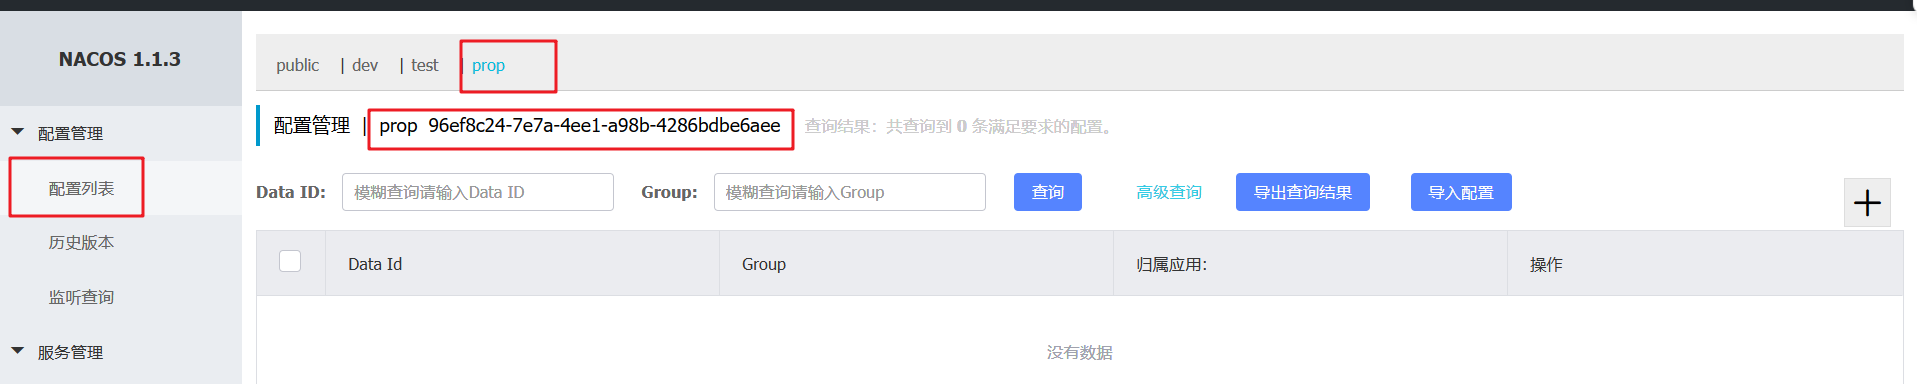 NACOS 1.1.3
public | dev | test | prop
配置管理
配置管理 | prop 96ef8c24-7e7a-4ee1-a98b-4286bdbe6aee 查询结果：共查询到 0 条满足要求的配置。
配置列表
Data ID: 模糊查询请输入Data ID Group: 模糊查询请输入Group 查询 高级查询 导出查询结果 导入配置
历史版本
Data Id Group 归属应用: 操作
监听查询
服务管理
没有数据